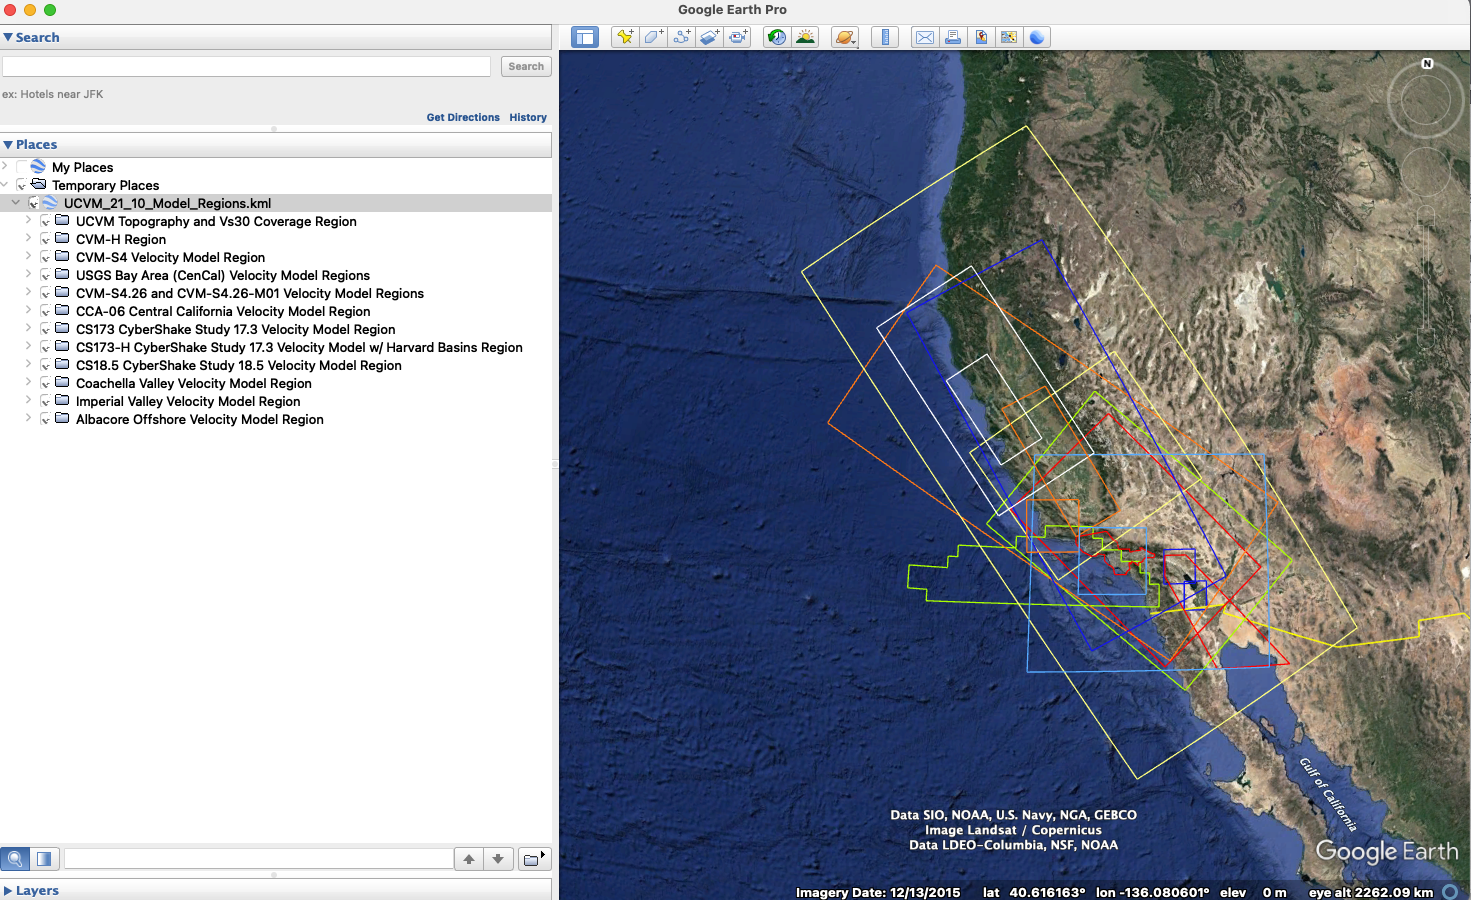 Google Earth Pro
Search
Search
ex: Hotels near JFK
Get Directions History
Places
My Places
Temporary Places
UCVM_21_10_Model_Regions.kml
UCVM Topography and Vs30 Coverage Region
CVM-H Region
CVM-S4 Velocity Model Region
USGS Bay Area (CenCal) Velocity Model Regions
CVM-S4.26 and CVM-S4.26-M01 Velocity Model Regions
CCA-06 Central California Velocity Model Region
CS173 CyberShake Study 17.3 Velocity Model Region
CS173-H CyberShake Study 17.3 Velocity Model w/ Harvard Basins Region
CS18.5 CyberShake Study 18.5 Velocity Model Region
Coachella Valley Velocity Model Region
Imperial Valley Velocity Model Region
Albacore Offshore Velocity Model Region
Layers
N
Gulf of California
Data SIO, NOAA, U.S. Navy, NGA, GEBCO
Image Landsat / Copernicus
Data LDEO-Columbia, NSF, NOAA
Google Earth
Imagery Date: 12/13/2015 lat 40.616163° lon -136.080601° elev 0 m eye alt 2262.09 km